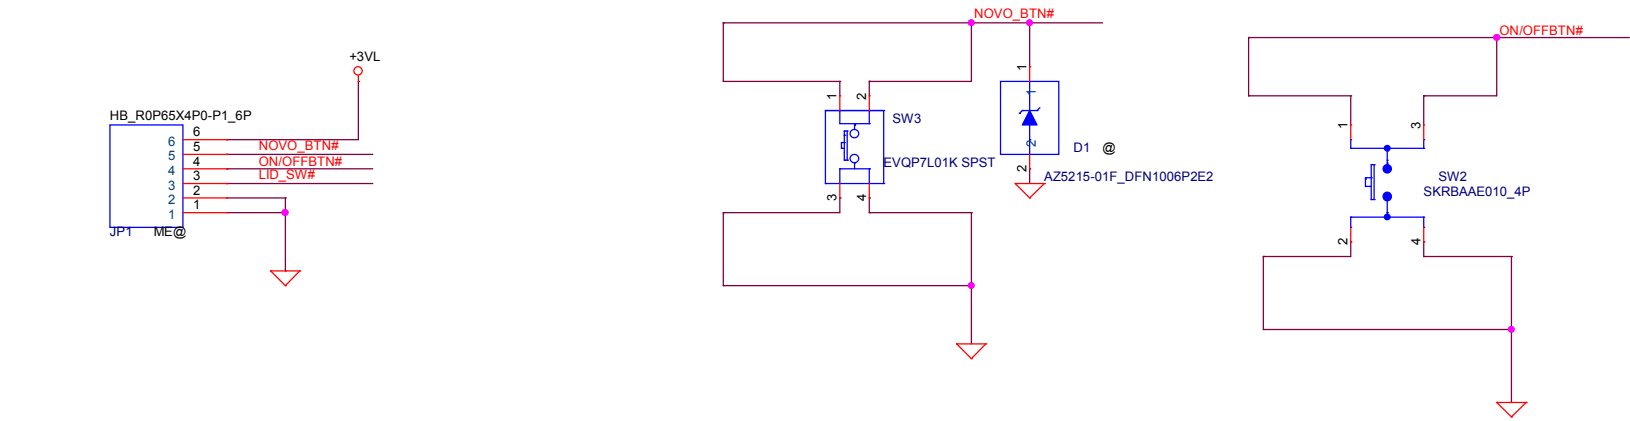 +3VL
HB_R0P65X4P0-P1_6P
6 6
5 5 NOVO_BTN#
4 4 ON/OFFBTN#
3 3 LID_SW#
2 2
1 1
JP1 ME@
NOVO_BTN#
1 2
SW3
EVQP7L01K SPST
3 4
1
1
2
2
D1 @
AZ5215-01F_DFN1006P2E2
ON/OFFBTN#
1 3
SW2
SKRBAAE010_4P
2 4